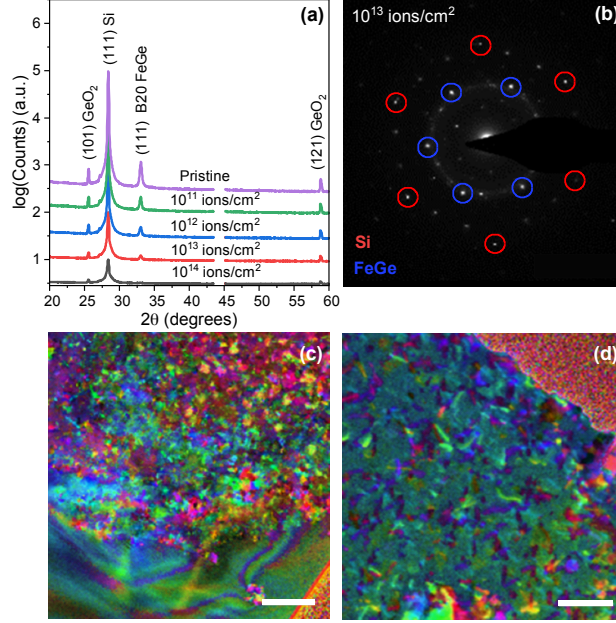 (a)
log(Counts) (a.u.)
6
5
4
3
2
1
(101) GeO₂
(111) Si
(111) B20 FeGe
(121) GeO₂
Pristine
10¹¹ ions/cm²
10¹² ions/cm²
10¹³ ions/cm²
10¹⁴ ions/cm²
20 25 30 35 40 45 55 60
2θ (degrees)
10¹³ ions/cm² (b)
Si
FeGe
(c)
(d)